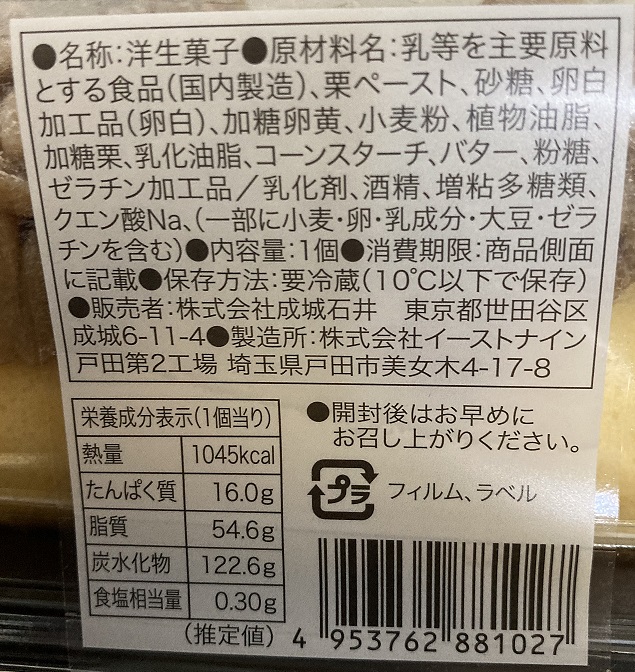 ●名称:洋生菓子●原材料名:乳等を主要原料
とする食品(国内製造)、栗ペースト、砂糖、卵白
加工品(卵白)、加糖卵黄、小麦粉、植物油脂、
加糖栗、乳化油脂、コーンスターチ、バター、粉糖、
ゼラチン加工品/乳化剤、酒精、増粘多糖類、
クエン酸Na、(一部に小麦・卵・乳成分・大豆・ゼラ
チンを含む)●内容量:1個●消費期限:商品側面
に記載●保存方法:要冷蔵(10℃以下で保存)
●販売者:株式会社成城石井 東京都世田谷区
成城6-11-4●製造所:株式会社イーストナイン
戸田第2工場 埼玉県戸田市美女木4-17-8
栄養成分表示(1個当り)
熱量 1045kcal
たんぱく質 16.0g
脂質 54.6g
炭水化物 122.6g
食塩相当量 0.30g
(推定値)
●開封後はお早めに
お召し上がりください。
プラ フィルム、ラベル
4 953762 881027